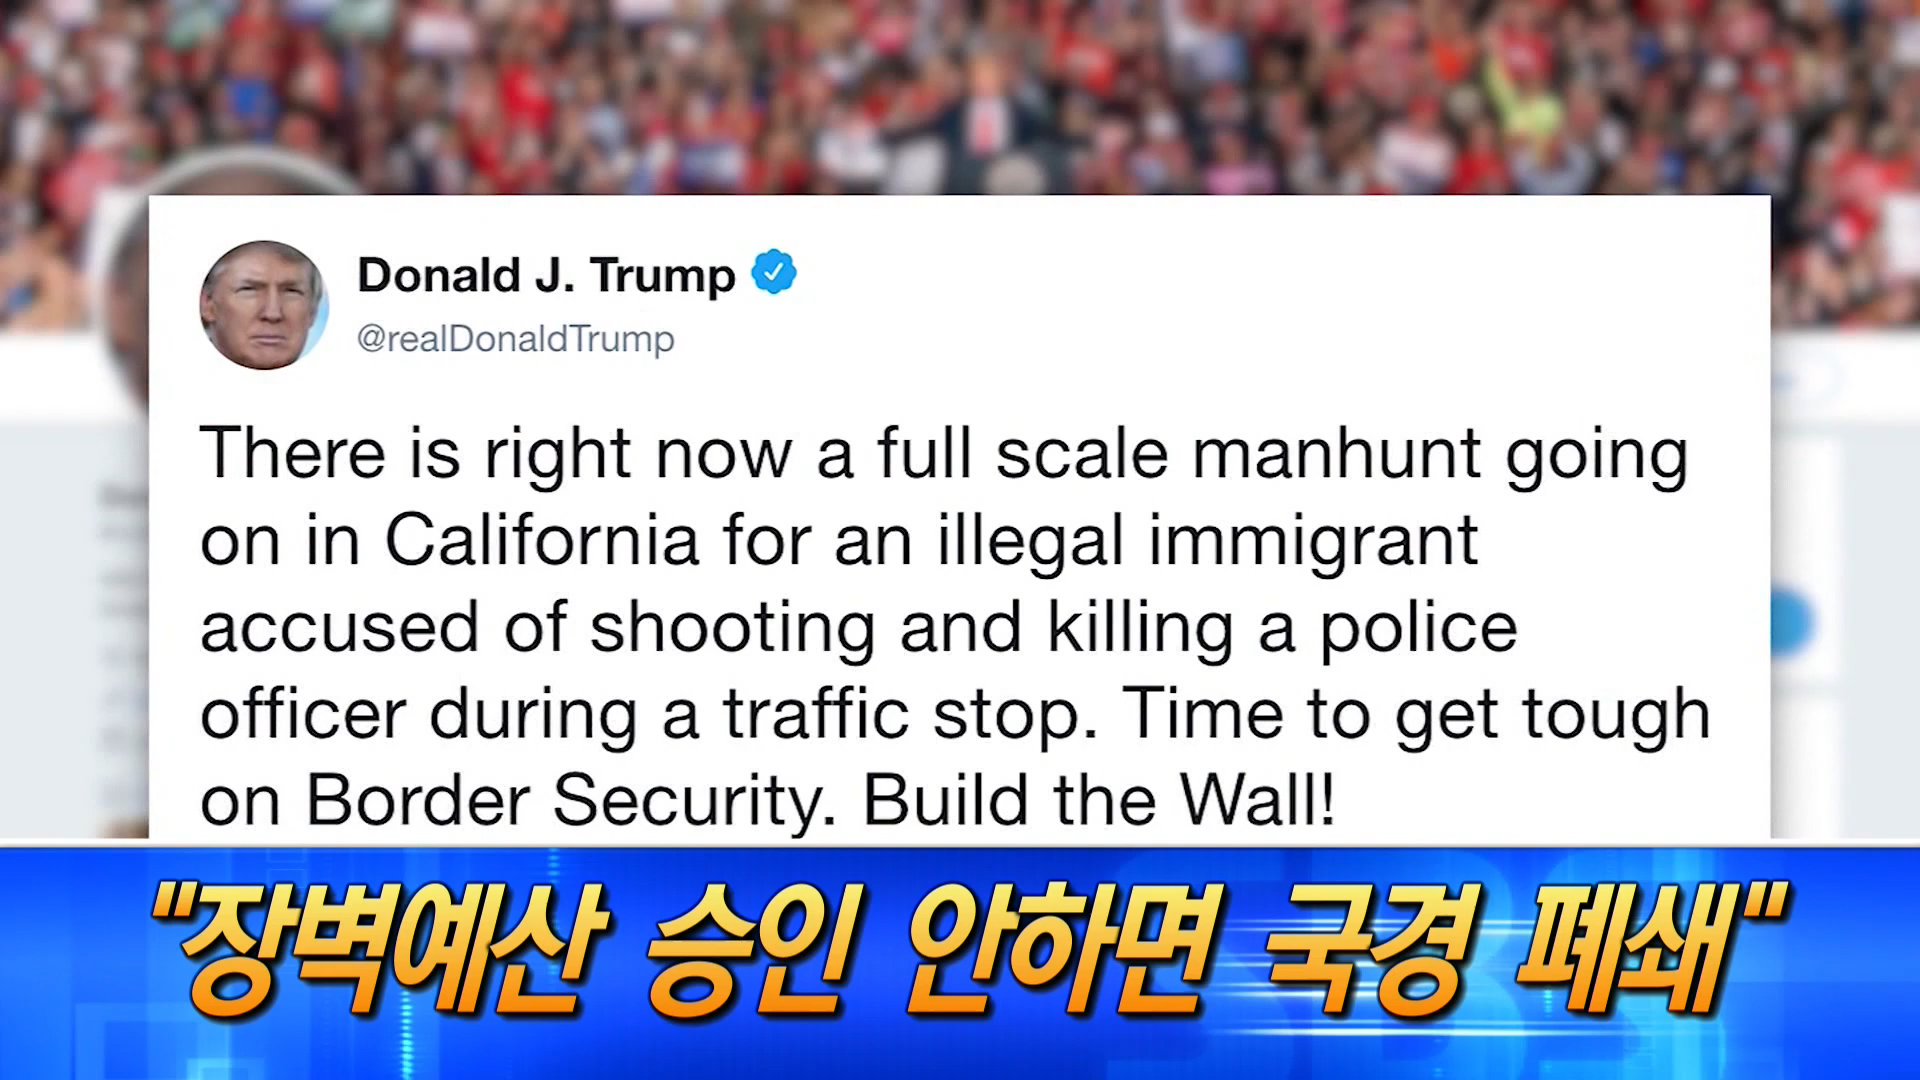 Donald J. Trump
@realDonaldTrump
There is right now a full scale manhunt going
on in California for an illegal immigrant
accused of shooting and killing a police
officer during a traffic stop. Time to get tough
on Border Security. Build the Wall!
"장벽예산 승인 안하면 국경 폐쇄"